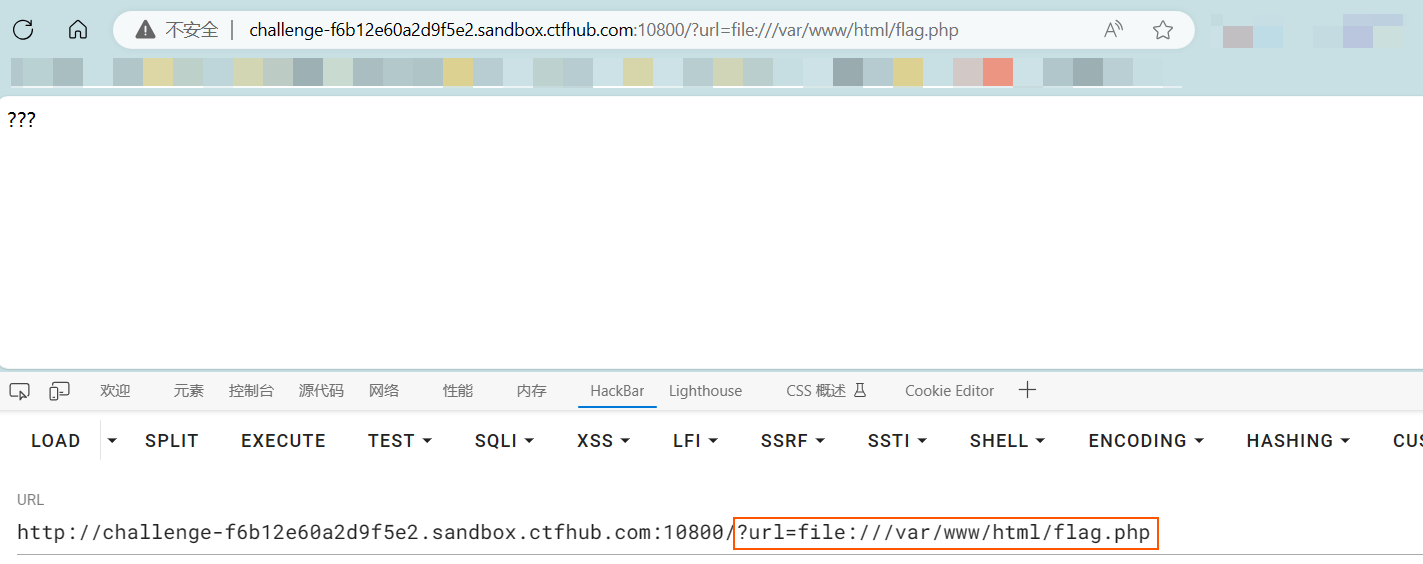 不安全 | challenge-f6b12e60a2d9f5e2.sandbox.ctfhub.com:10800/?url=file:///var/www/html/flag.php A
???
欢迎 元素 控制台 源代码 网络 性能 内存 HackBar Lighthouse CSS 概述 Cookie Editor
LOAD SPLIT EXECUTE TEST SQLI XSS LFI SSRF SSTI SHELL ENCODING HASHING CUS
URL
http://challenge-f6b12e60a2d9f5e2.sandbox.ctfhub.com:10800/?url=file:///var/www/html/flag.php